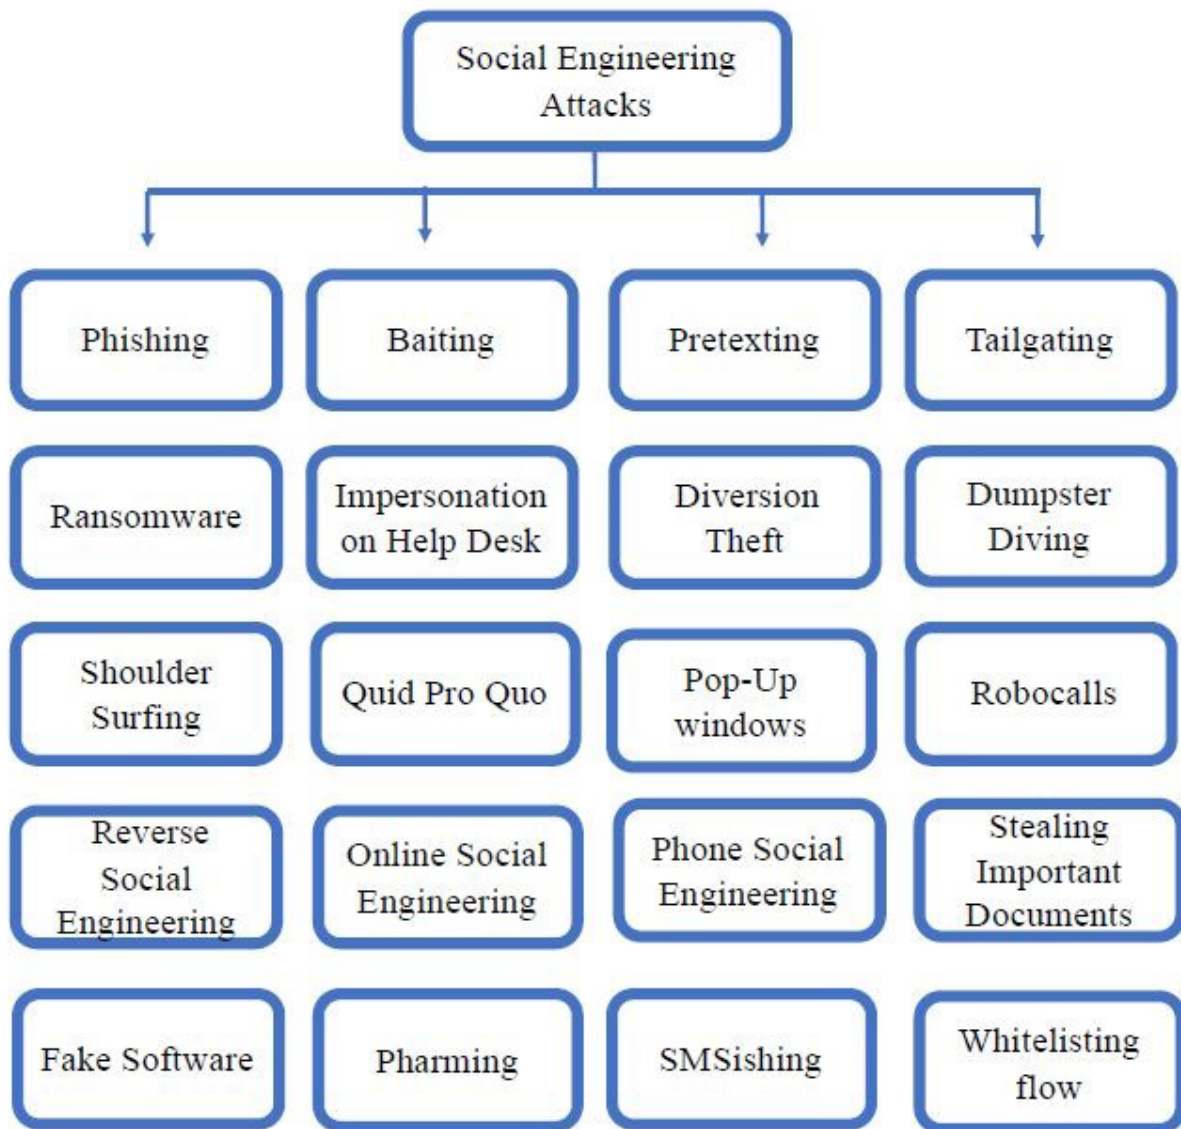 Social Engineering
Attacks
Phishing
Baiting
Pretexting
Tailgating
Ransomware
Impersonation
on Help Desk
Diversion
Theft
Dumpster
Diving
Shoulder
Surfing
Quid Pro Quo
Pop-Up
windows
Robocalls
Reverse
Social
Engineering
Online Social
Engineering
Phone Social
Engineering
Stealing
Important
Documents
Fake Software
Pharming
SMSishing
Whitelisting
flow